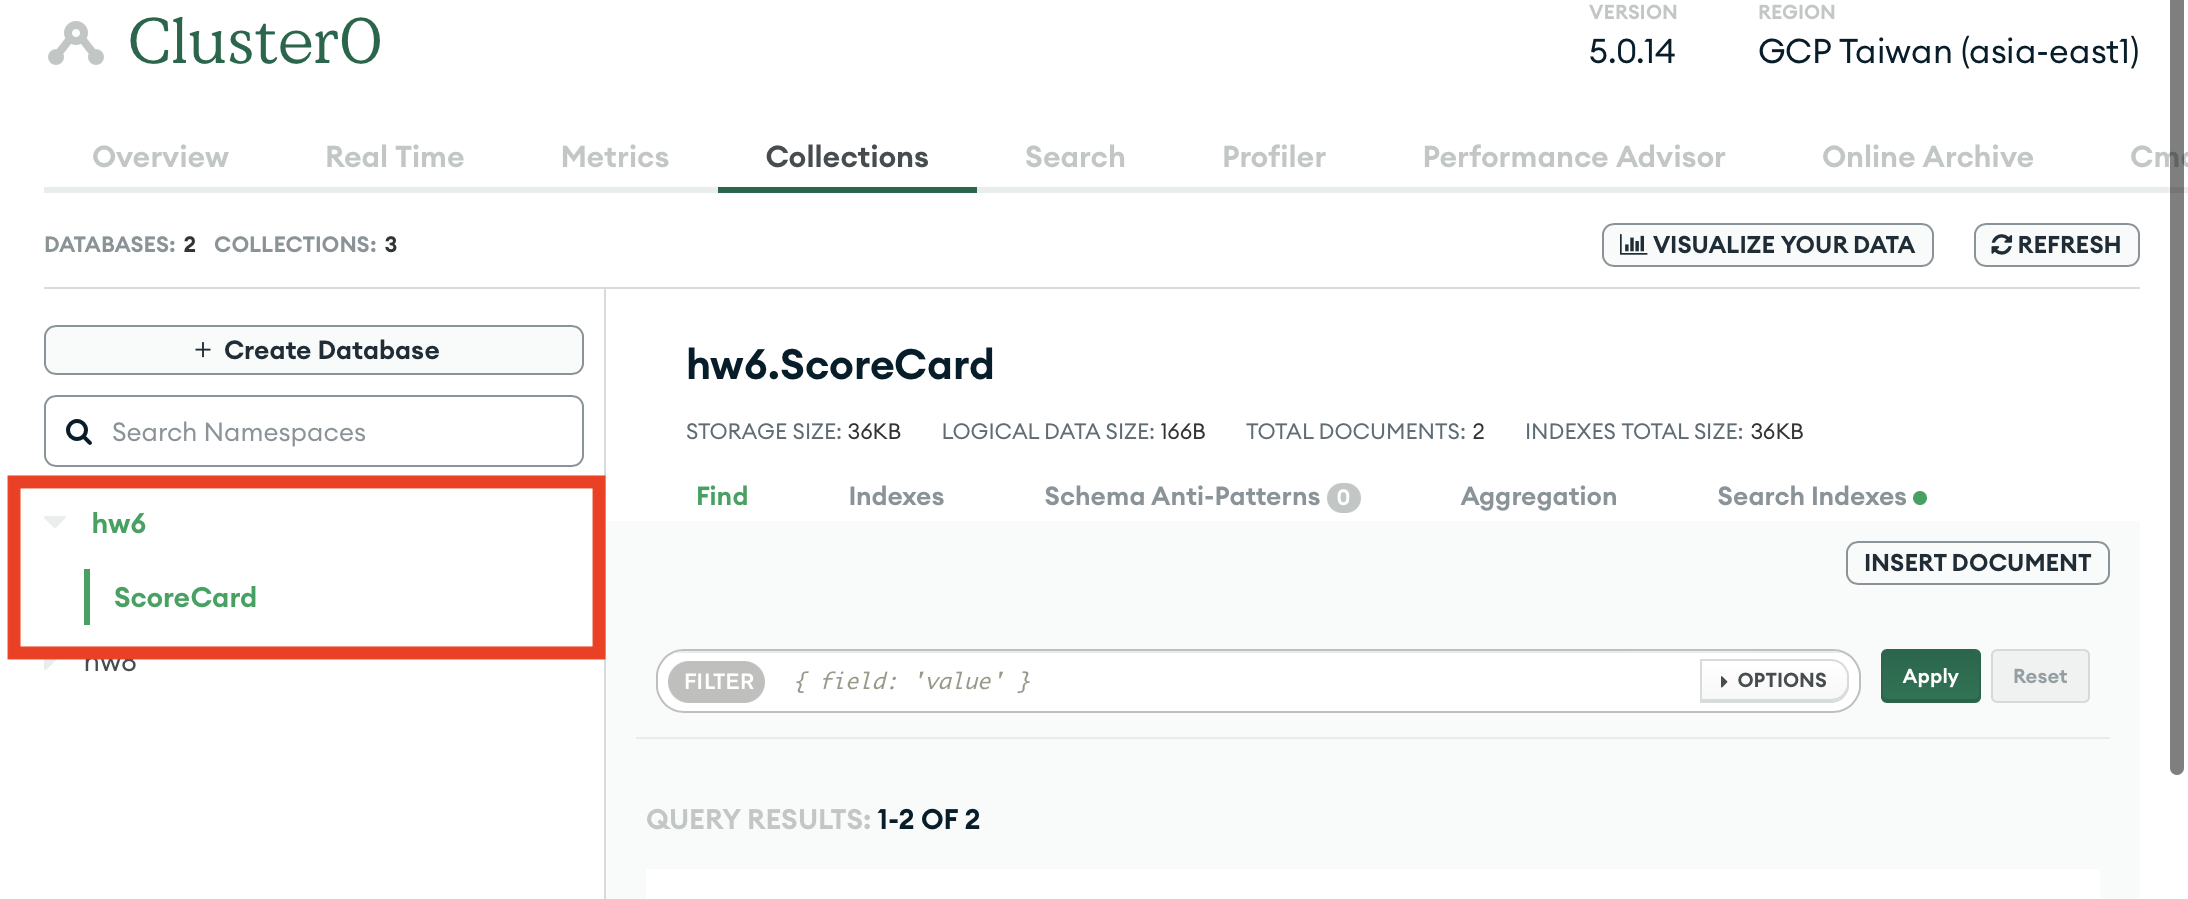 Cluster0
VERSION
5.0.14
REGION
GCP Taiwan (asia-east1)
Overview Real Time Metrics Collections Search Profiler Performance Advisor Online Archive
DATABASES: 2 COLLECTIONS: 3
VISUALIZE YOUR DATA
REFRESH
+ Create Database
Search Namespaces
hw6
ScoreCard
hw6.ScoreCard
STORAGE SIZE: 36KB LOGICAL DATA SIZE: 166B TOTAL DOCUMENTS: 2 INDEXES TOTAL SIZE: 36KB
Find Indexes Schema Anti-Patterns 0 Aggregation Search Indexes
INSERT DOCUMENT
FILTER { field: 'value' } OPTIONS Apply Reset
QUERY RESULTS: 1-2 OF 2